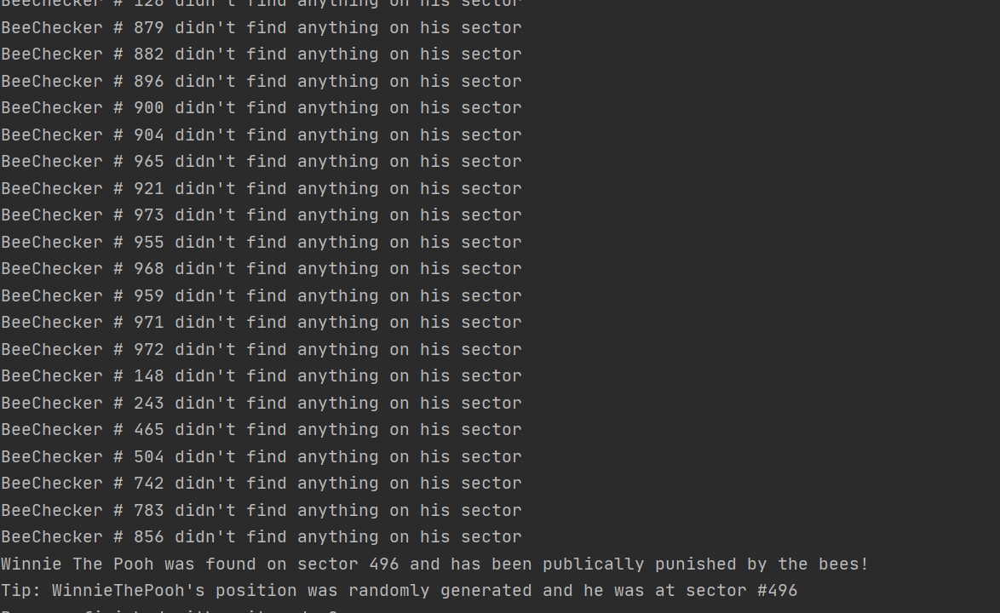 BeeChecker # 128 didn't find anything on his sector
BeeChecker # 879 didn't find anything on his sector
BeeChecker # 882 didn't find anything on his sector
BeeChecker # 896 didn't find anything on his sector
BeeChecker # 900 didn't find anything on his sector
BeeChecker # 904 didn't find anything on his sector
BeeChecker # 965 didn't find anything on his sector
BeeChecker # 921 didn't find anything on his sector
BeeChecker # 973 didn't find anything on his sector
BeeChecker # 955 didn't find anything on his sector
BeeChecker # 968 didn't find anything on his sector
BeeChecker # 959 didn't find anything on his sector
BeeChecker # 971 didn't find anything on his sector
BeeChecker # 972 didn't find anything on his sector
BeeChecker # 148 didn't find anything on his sector
BeeChecker # 243 didn't find anything on his sector
BeeChecker # 465 didn't find anything on his sector
BeeChecker # 504 didn't find anything on his sector
BeeChecker # 742 didn't find anything on his sector
BeeChecker # 783 didn't find anything on his sector
BeeChecker # 856 didn't find anything on his sector
Winnie The Pooh was found on sector 496 and has been publically punished by the bees!
Tip: WinnieThePooh's position was randomly generated and he was at sector #496